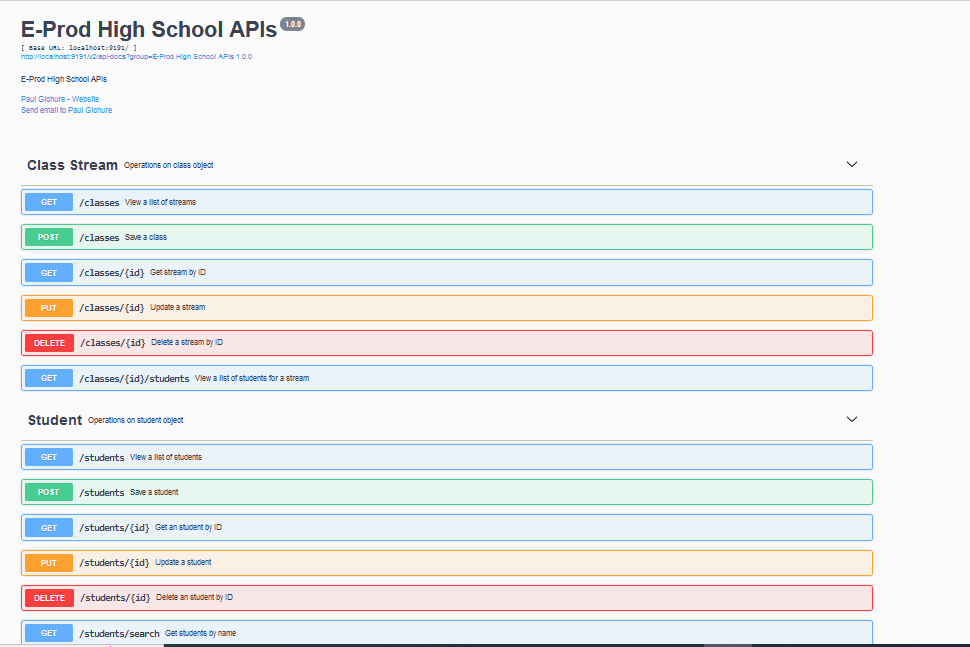 E-Prod High School APIs 1.0.0
[ Base URL: localhost:9191/ ]
http://localhost:9191/v2/api-docs?group=E-Prod High School APIs 1.0.0
E-Prod High School APIs
Paul Gichure - Website
Send email to Paul Gichure
Class Stream Operations on class object
GET /classes View a list of streams
POST /classes Save a class
GET /classes/{id} Get stream by ID
PUT /classes/{id} Update a stream
DELETE /classes/{id} Delete a stream by ID
GET /classes/{id}/students View a list of students for a stream
Student Operations on student object
GET /students View a list of students
POST /students Save a student
GET /students/{id} Get an student by ID
PUT /students/{id} Update a student
DELETE /students/{id} Delete an student by ID
GET /students/search Get students by name